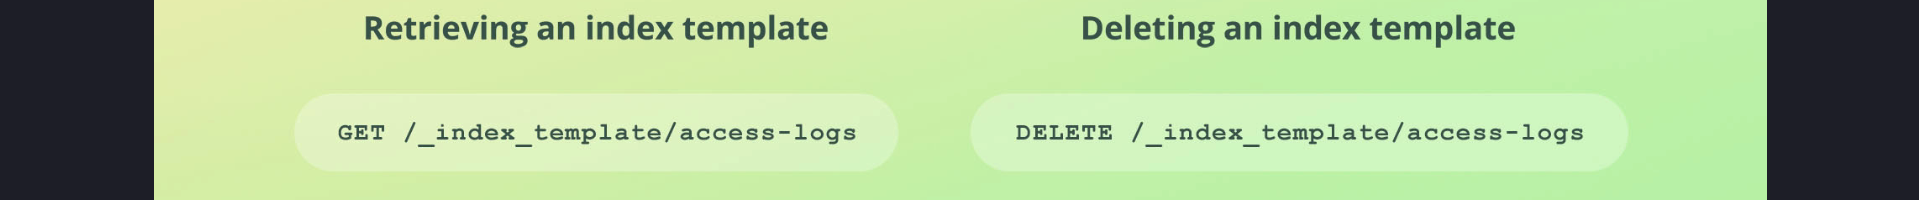 Retrieving an index template
GET /_index_template/access-logs
Deleting an index template
DELETE /_index_template/access-logs